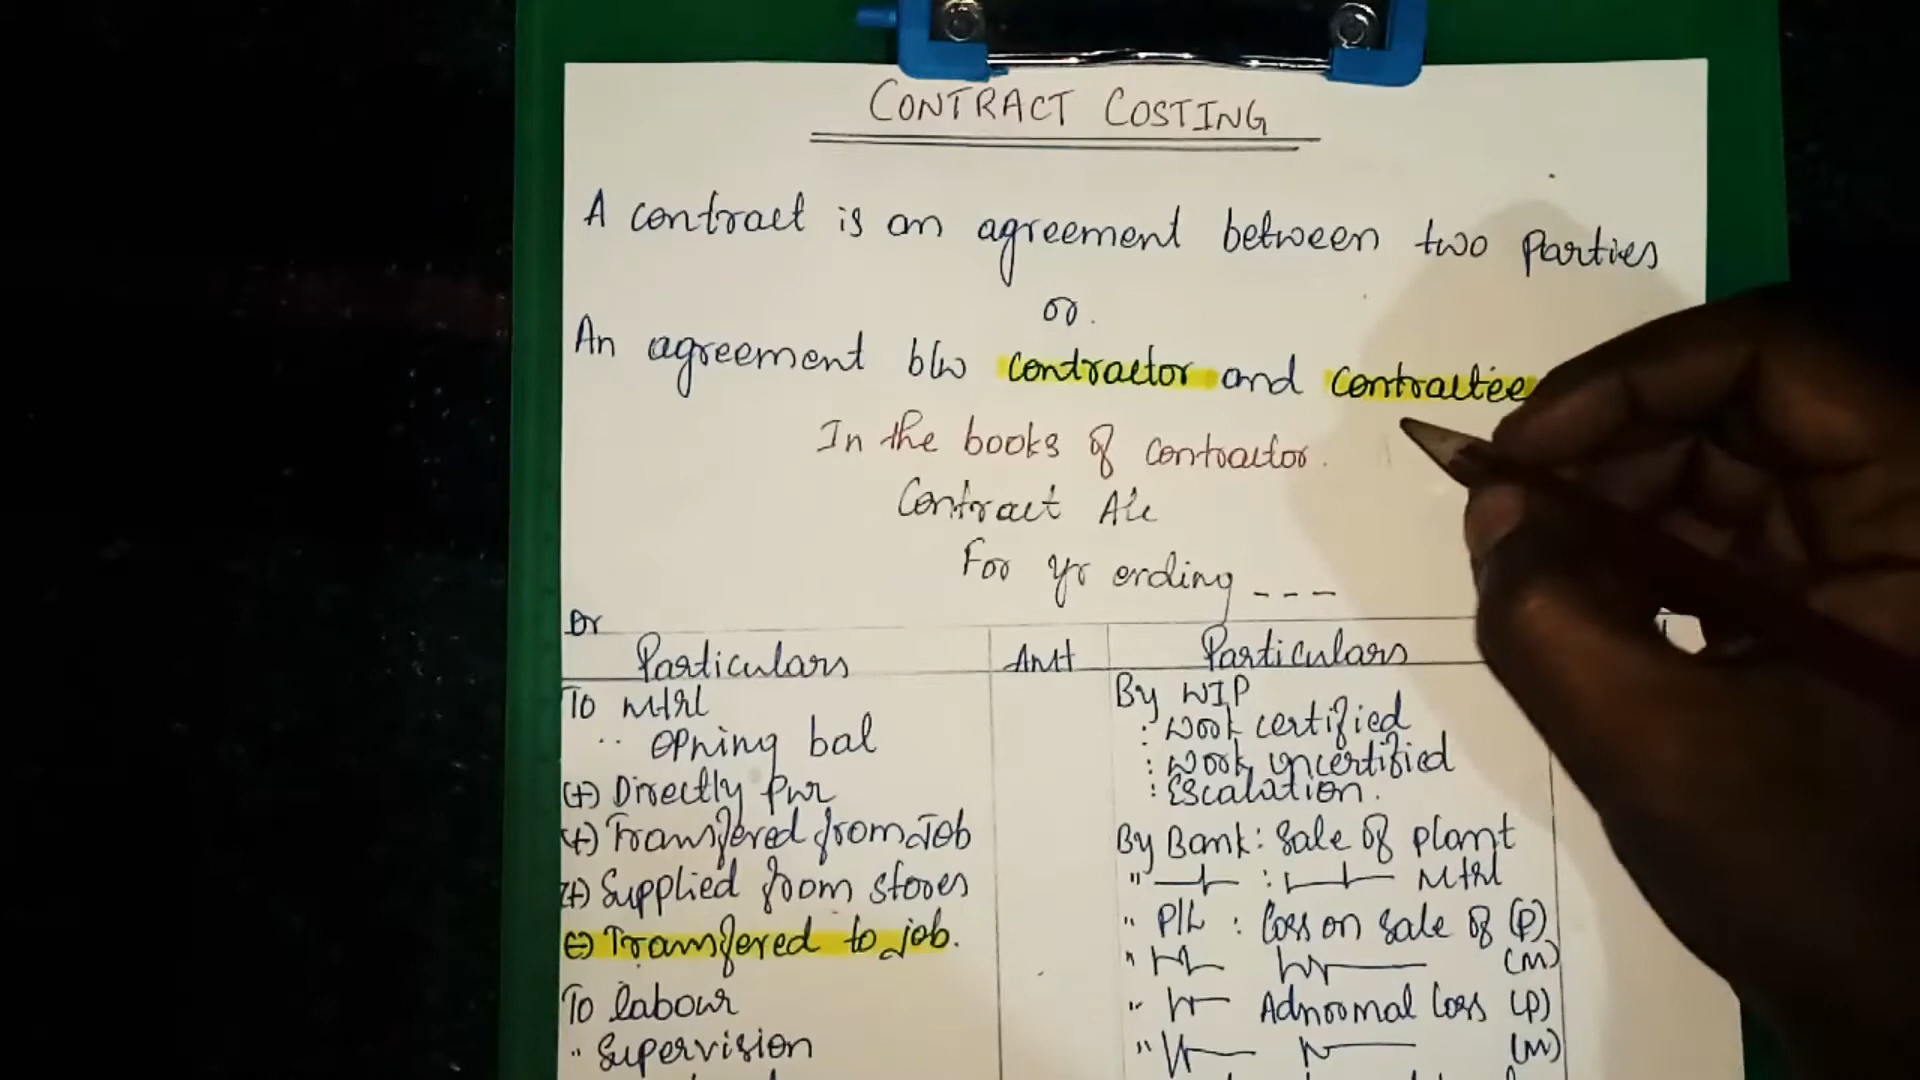 CONTRACT COSTING
A contract is an agreement between two parties
or.
An agreement b/w contractor and contractee
In the books of contractor.
Contract A/c
For yr ending ---
Dr
Particulars Amt Particulars
To Mtrl
.. Opning bal
(+) Directly pur
(+) Transfered from Job
(+) Supplied from stores
(-) Transfered to job.
To labour
" Supervision
By WIP
: Work certified
: Work uncertified
: Escalation.
By Bank: Sale of plant
" : Mtrl
" P/L : loss on sale of (P)
" (M)
" Adnormal loss (P)
" (M)